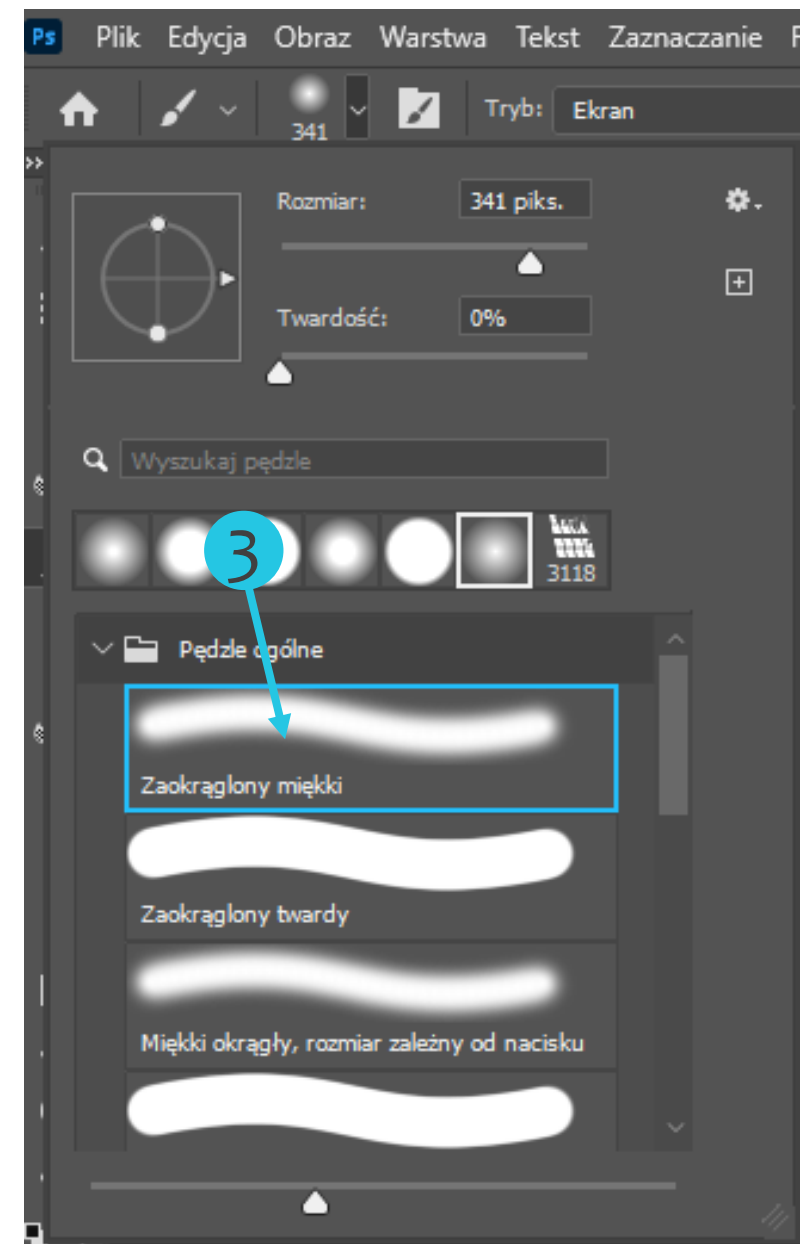 Ps Plik Edycja Obraz Warstwa Tekst Zaznaczanie F
341 Tryb: Ekran
Rozmiar: 341 piks.
Twardość: 0%
Wyszukaj pędzle
3
3118
Pędzle ogólne
Zaokrąglony miękki
Zaokrąglony twardy
Miękki okrągły, rozmiar zależny od nacisku